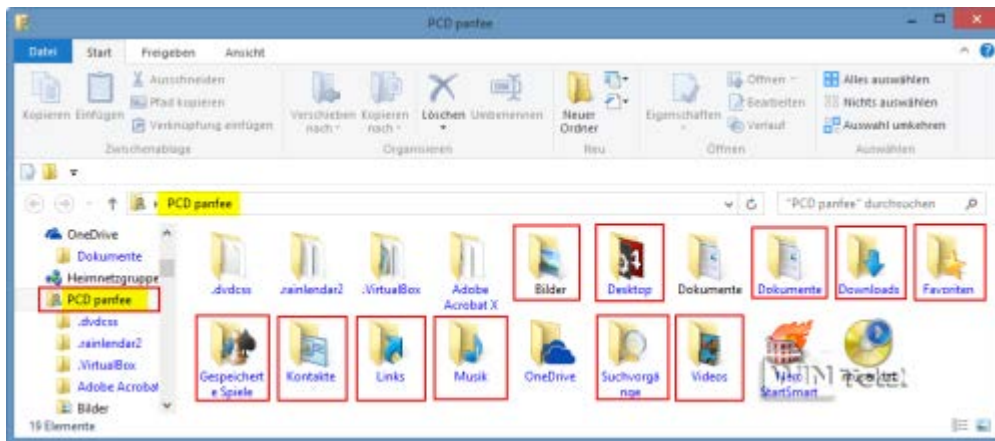 PCD panfee
Datei Start Freigeben Ansicht
Kopieren Einfügen
Ausschneiden
Pfad kopieren
Verknüpfung einfügen
Zwischenablage
Verschieben nach
Kopieren nach
Löschen
Umbenennen
Organisieren
Neuer Ordner
Neu
Eigenschaften
Öffnen
Bearbeiten
Verlauf
Öffnen
Alles auswählen
Nichts auswählen
Auswahl umkehren
Auswählen
PCD panfee
"PCD panfee" durchsuchen
OneDrive
Dokumente
Heimnetzgruppe
PCD panfee
.dvdcss
.rainlendar2
.VirtualBox
Adobe Acrobat
Bilder
.dvdcss
.rainlendar2
.VirtualBox
Adobe Acrobat X
Bilder
Desktop
Dokumente
Dokumente
Downloads
Favoriten
Gespeicherte Spiele
Kontakte
Links
Musik
OneDrive
Suchvorgänge
Videos
Nero StartSmart
19 Elemente